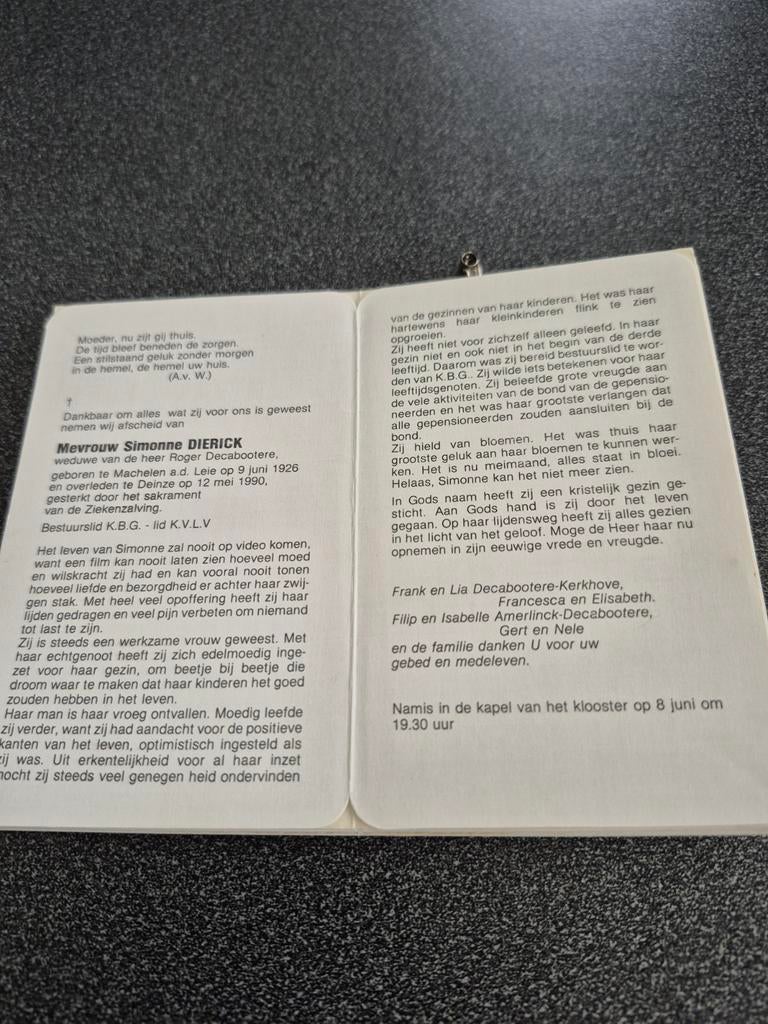 Moeder, nu zijt gij thuis.
De tijd bleef beneden de zorgen.
Een stilstaand geluk zonder morgen
in de hemel, de hemel uw huis.
(A.v. W.)
†
Dankbaar om alles wat zij voor ons is geweest
nemen wij afscheid van
Mevrouw Simonne DIERICK
weduwe van de heer Roger Decabootere,
geboren te Machelen a.d. Leie op 9 juni 1926
en overleden te Deinze op 12 mei 1990,
gesterkt door het sakrament
van de Ziekenzalving.
Bestuurslid K.B.G. - lid K.V.L.V
Het leven van Simonne zal nooit op video komen,
want een film kan nooit laten zien hoeveel moed
en wilskracht zij had en kan vooral nooit tonen
hoeveel liefde en bezorgdheid er achter haar zwij-
gen stak. Met heel veel opoffering heeft zij haar
lijden gedragen en veel pijn verbeten om niemand
tot last te zijn.
Zij is steeds een werkzame vrouw geweest. Met
haar echtgenoot heeft zij zich edelmoedig inge-
zet voor haar gezin, om beetje bij beetje die
droom waar te maken dat haar kinderen het goed
zouden hebben in het leven.
Haar man is haar vroeg ontvallen. Moedig leefde
zij verder, want zij had aandacht voor de positieve
kanten van het leven, optimistisch ingesteld als
zij was. Uit erkentelijkheid voor al haar inzet
mocht zij steeds veel genegen heid ondervinden
van de gezinnen van haar kinderen. Het was haar
hartewens haar kleinkinderen flink te zien
opgroeien.
Zij heeft niet voor zichzelf alleen geleefd. In haar
gezin niet en ook niet in het begin van de derde
leeftijd. Daarom was zij bereid bestuurslid te wor-
den van K.B.G.. Zij wilde iets betekenen voor haar
leeftijdsgenoten. Zij beleefde grote vreugde aan
de vele aktiviteiten van de bond van de gepensio-
neerden en het was haar grootste verlangen dat
alle gepensioneerden zouden aansluiten bij de
bond.
Zij hield van bloemen. Het was thuis haar
grootste geluk aan haar bloemen te kunnen wer-
ken. Het is nu meimaand, alles staat in bloei.
Helaas, Simonne kan het niet meer zien.
In Gods naam heeft zij een kristelijk gezin ge-
sticht. Aan Gods hand is zij door het leven
gegaan. Op haar lijdensweg heeft zij alles gezien
in het licht van het geloof. Moge de Heer haar nu
opnemen in zijn eeuwige vrede en vreugde.
Frank en Lia Decabootere-Kerkhove,
Francesca en Elisabeth.
Filip en Isabelle Amerlinck-Decabootere,
Gert en Nele
en de familie danken U voor uw
gebed en medeleven.
Namis in de kapel van het klooster op 8 juni om
19.30 uur